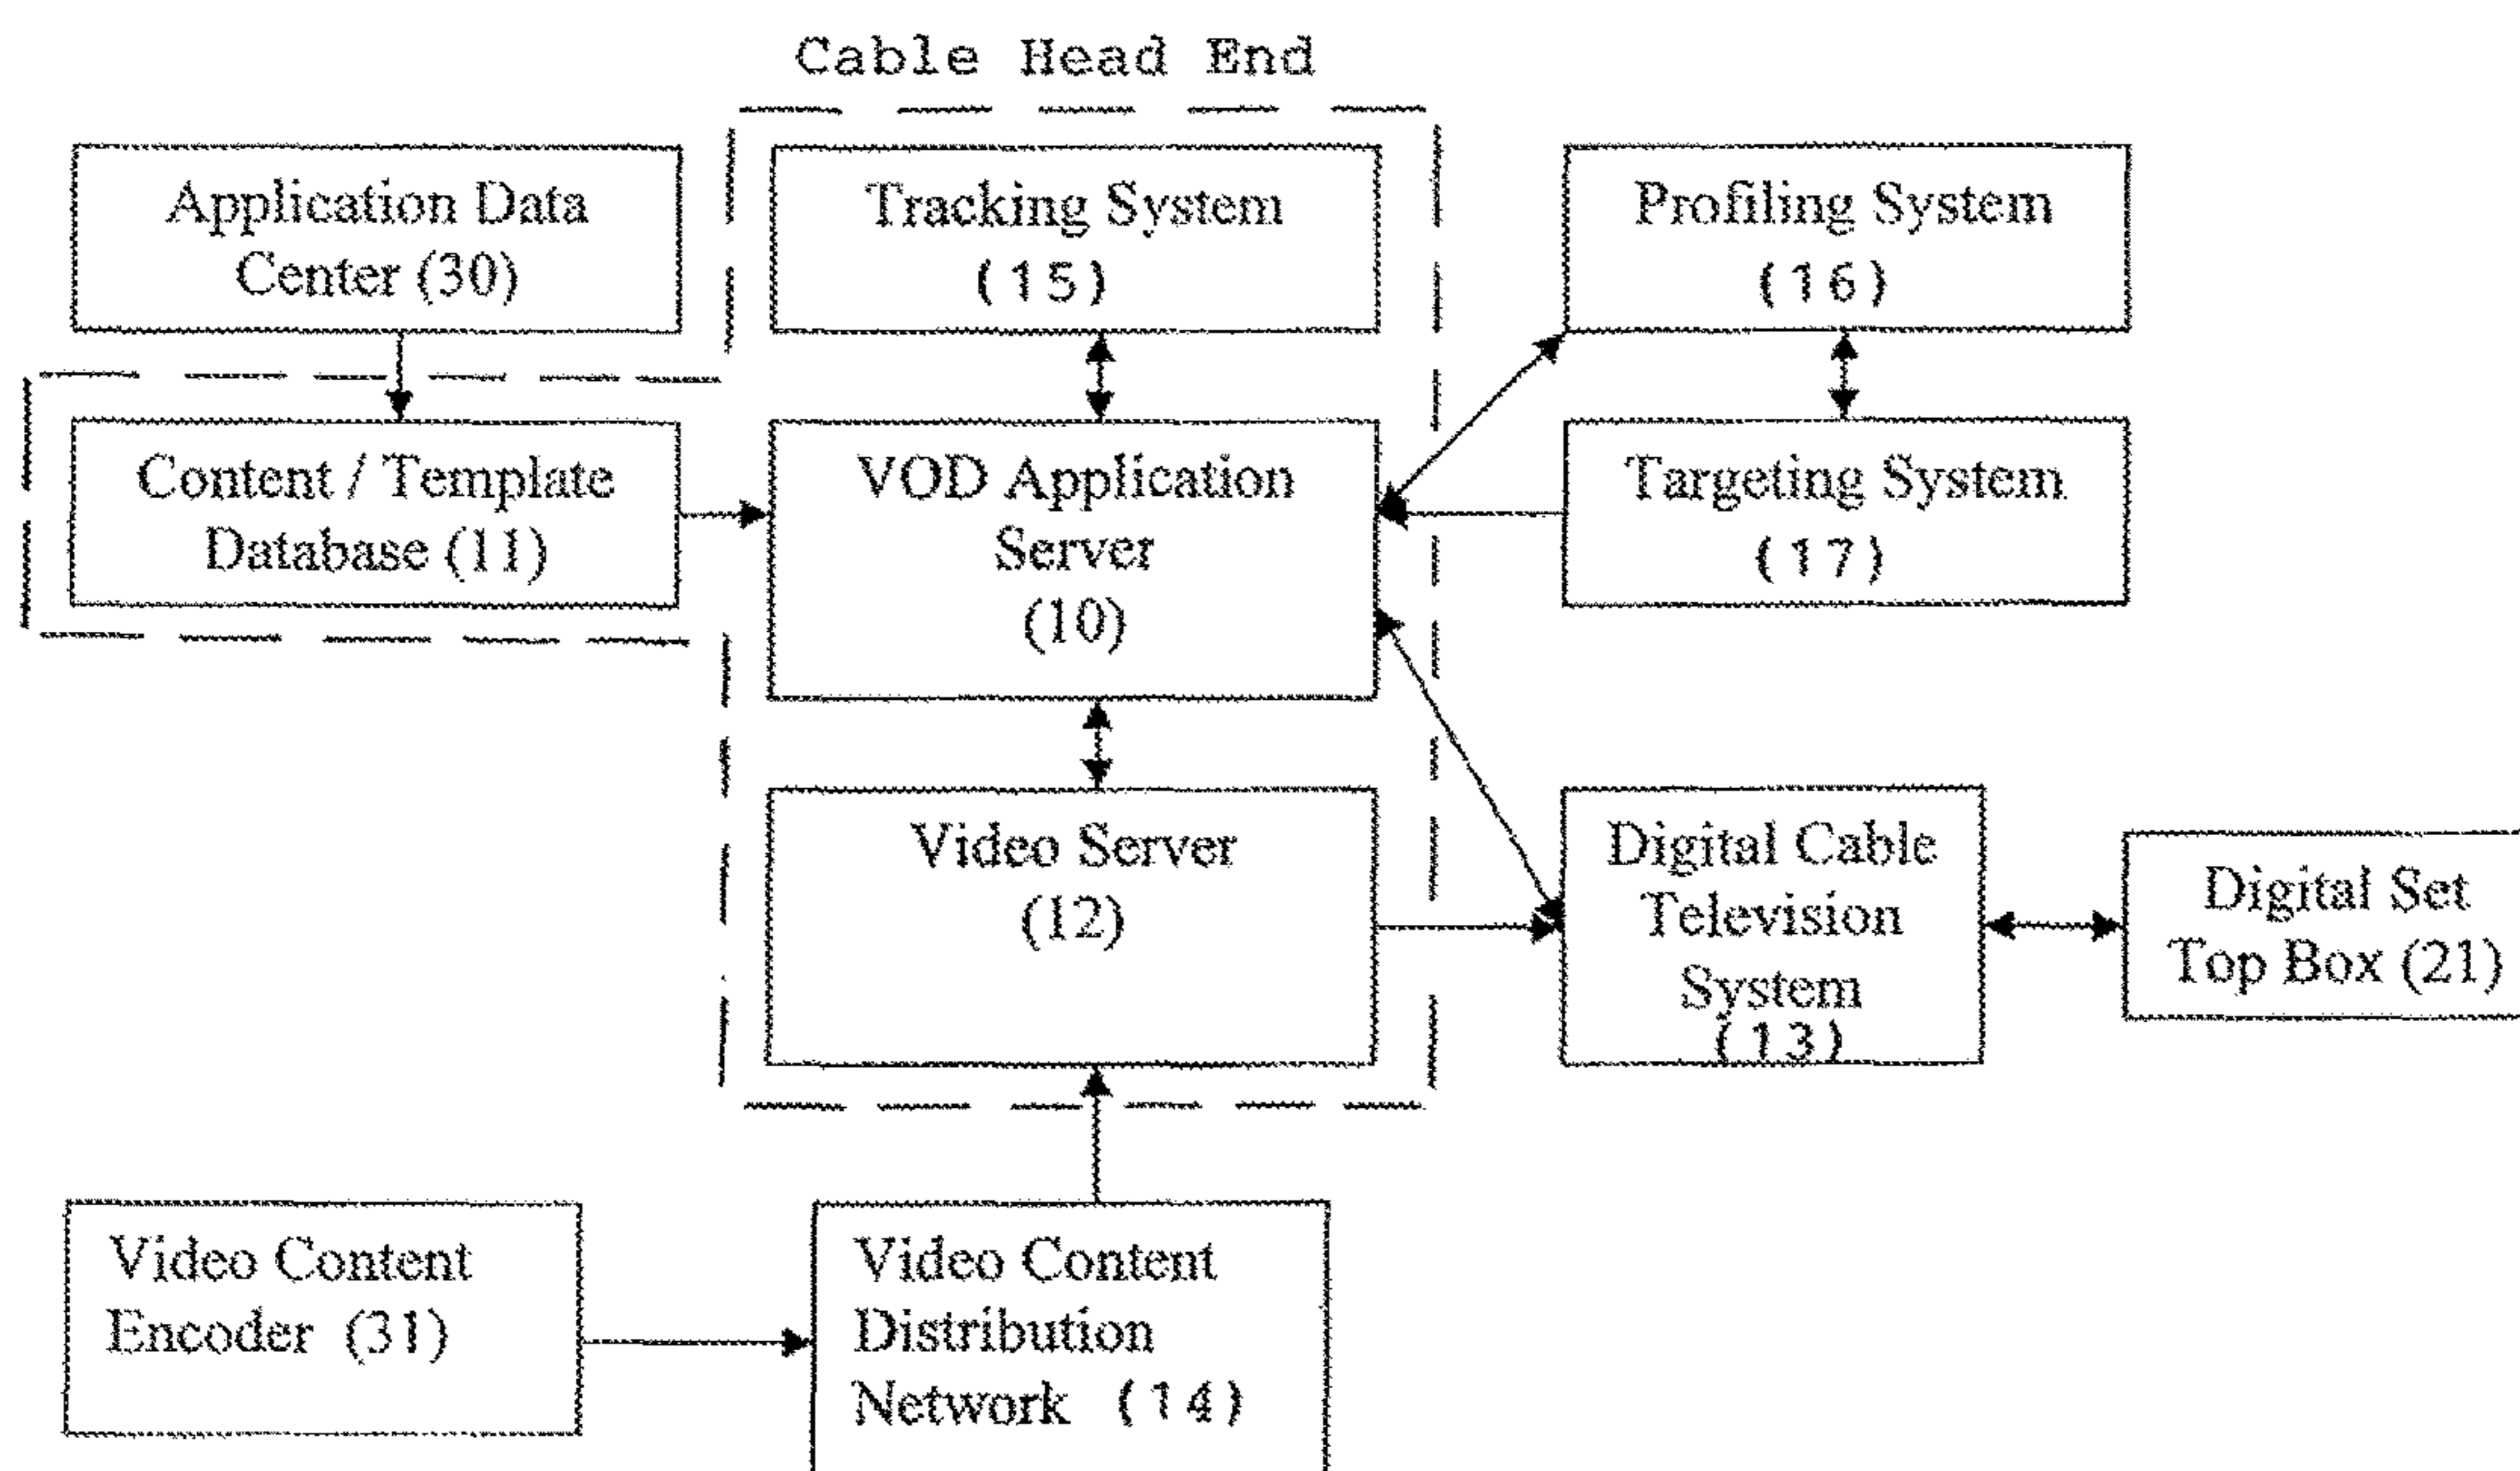 Cable Head End
Application Data
Center (30)
Tracking System
(15)
Profiling System
(16)
Content / Template
Database (11)
VOD Application
Server
(10)
Targeting System
(17)
Video Server
(12)
Digital Cable
Television
System
(13)
Digital Set
Top Box (21)
Video Content
Encoder (31)
Video Content
Distribution
Network (14)